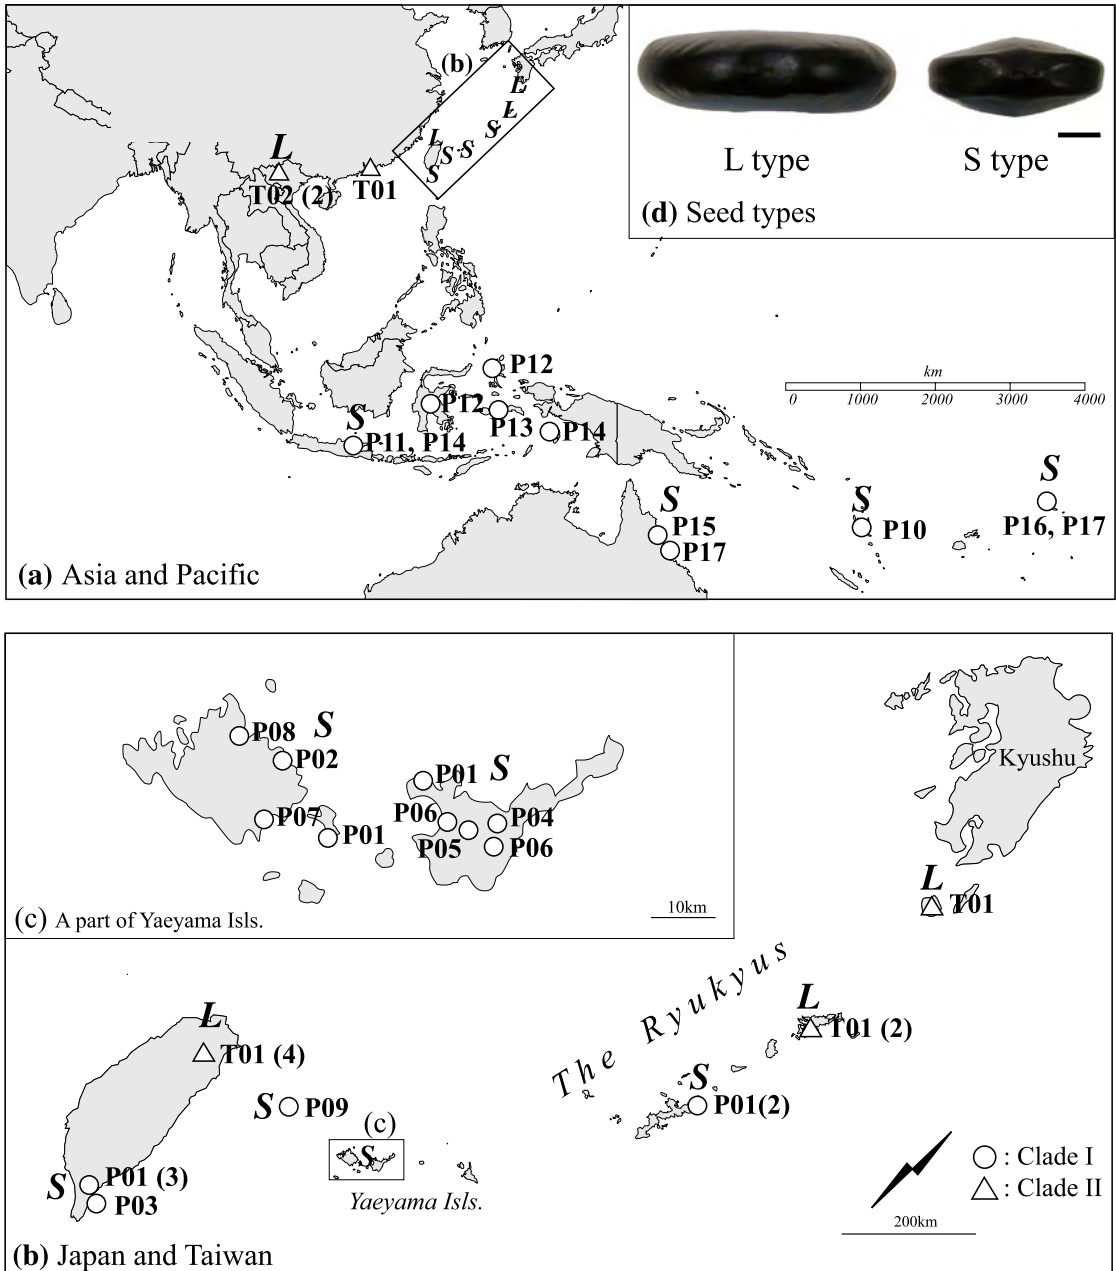 (b)
L
L
S
L
S
S
S
L type
S type
(d) Seed types
L
T02 (2)
T01
km
0
1000
2000
3000
4000
P12
P12
P13
P14
S
P11, P14
S
P15
P17
S
P10
S
P16, P17
(a) Asia and Pacific
P08
S
P02
P07
P01
P01
S
P06
P04
P05
P06
10km
(c) A part of Yaeyama Isls.
Kyushu
L
T01
The Ryukyus
L
T01 (2)
S
P01(2)
L
T01 (4)
S
P09
(c)
S
Yaeyama Isls.
S
P01 (3)
P03
: Clade I
: Clade II
200km
(b) Japan and Taiwan